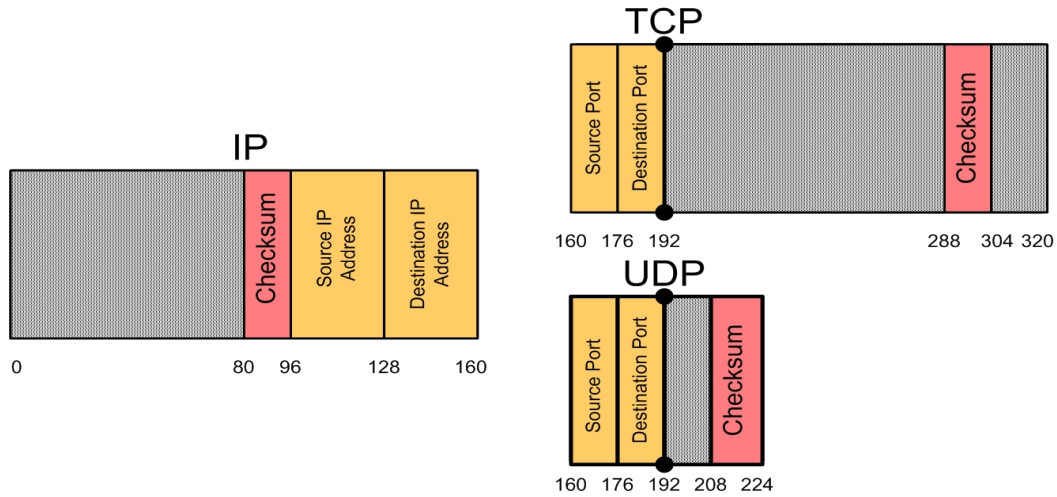 IP
Checksum
Source IP
Address
Destination IP
Address
0
80
96
128
160
TCP
Source Port
Destination Port
Checksum
160
176
192
288
304
320
UDP
Source Port
Destination Port
Checksum
160
176
192
208
224